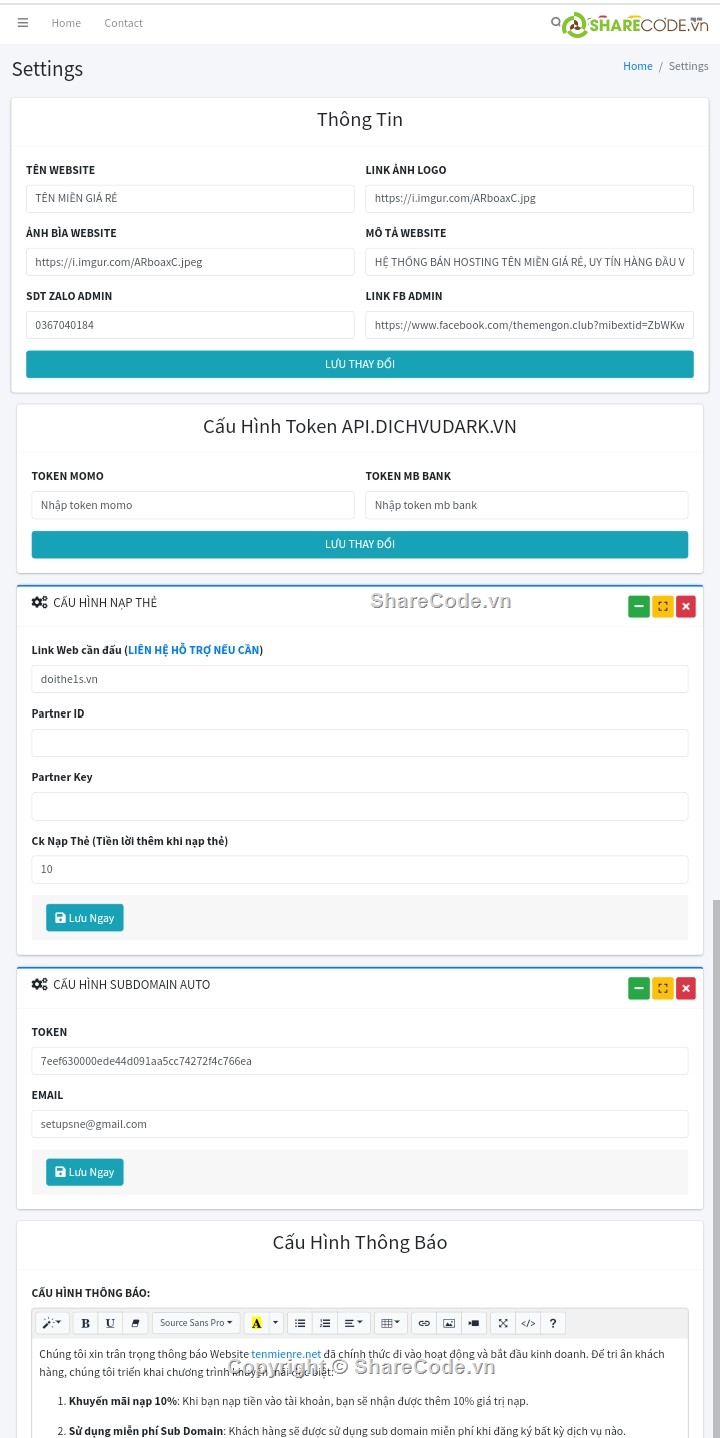 Home Contact
SHARECODE.vn
Settings
Home / Settings
Thông Tin
TÊN WEBSITE
LINK ẢNH LOGO
TÊN MIỀN GIÁ RẺ
https://i.imgur.com/ARboaxC.jpg
ẢNH BÌA WEBSITE
MÔ TẢ WEBSITE
https://i.imgur.com/ARboaxC.jpeg
HỆ THỐNG BÁN HOSTING TÊN MIỀN GIÁ RẺ, UY TÍN HÀNG ĐẦU V
SDT ZALO ADMIN
LINK FB ADMIN
0367040184
https://www.facebook.com/themengon.club?mibextid=ZbWKw
LƯU THAY ĐỔI
Cấu Hình Token API.DICHVUDARK.VN
TOKEN MOMO
TOKEN MB BANK
Nhập token momo
Nhập token mb bank
LƯU THAY ĐỔI
CẤU HÌNH NẠP THẺ
ShareCode.vn
Link Web cần đấu (LIÊN HỆ HỖ TRỢ NẾU CẦN)
doithe1s.vn
Partner ID
Partner Key
Ck Nạp Thẻ (Tiền lời thêm khi nạp thẻ)
10
Lưu Ngay
CẤU HÌNH SUBDOMAIN AUTO
TOKEN
7eef630000ede44d091aa5cc74272f4c766ea
EMAIL
setupsne@gmail.com
Lưu Ngay
Cấu Hình Thông Báo
CẤU HÌNH THÔNG BÁO:
B U Source Sans Pro A </> ?
Chúng tôi xin trân trọng thông báo Website tenmienre.net đã chính thức đi vào hoạt động và bắt đầu kinh doanh. Để tri ân khách
hàng, chúng tôi triển khai chương trình khuyến mãi đặc biệt:
Copyright © ShareCode.vn
1. Khuyến mãi nạp 10%: Khi bạn nạp tiền vào tài khoản, bạn sẽ nhận được thêm 10% giá trị nạp.
2. Sử dụng miễn phí Sub Domain: Khách hàng sẽ được sử dụng sub domain miễn phí khi đăng ký bất kỳ dịch vụ nào.